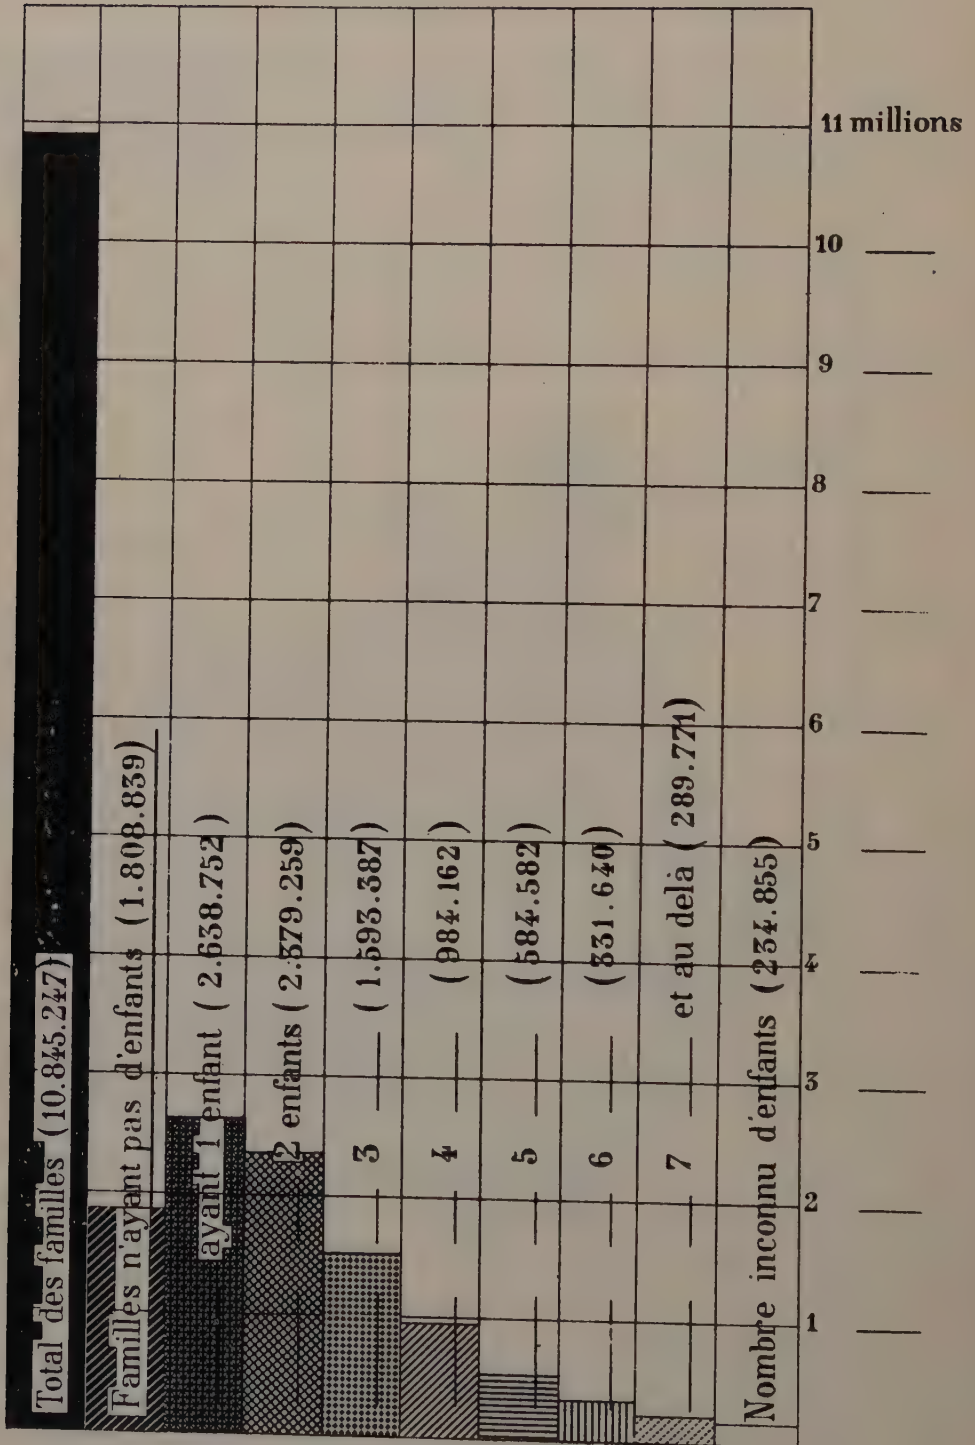 Total des familles (10.845.247)
Familles n'ayant pas d'enfants (1.808.839)
ayant 1 enfant (2.638.752)
2 enfants (2.379.259)
— 3 — (1.593.387)
— 4 — (984.162)
— 5 — (584.582)
— 6 — (331.640)
— 7 — et au delà (289.771)
Nombre inconnu d'enfants (234.855)
11 millions
10 —
9 —
8 —
7 —
6 —
5 —
4 —
3 —
2 —
1 —